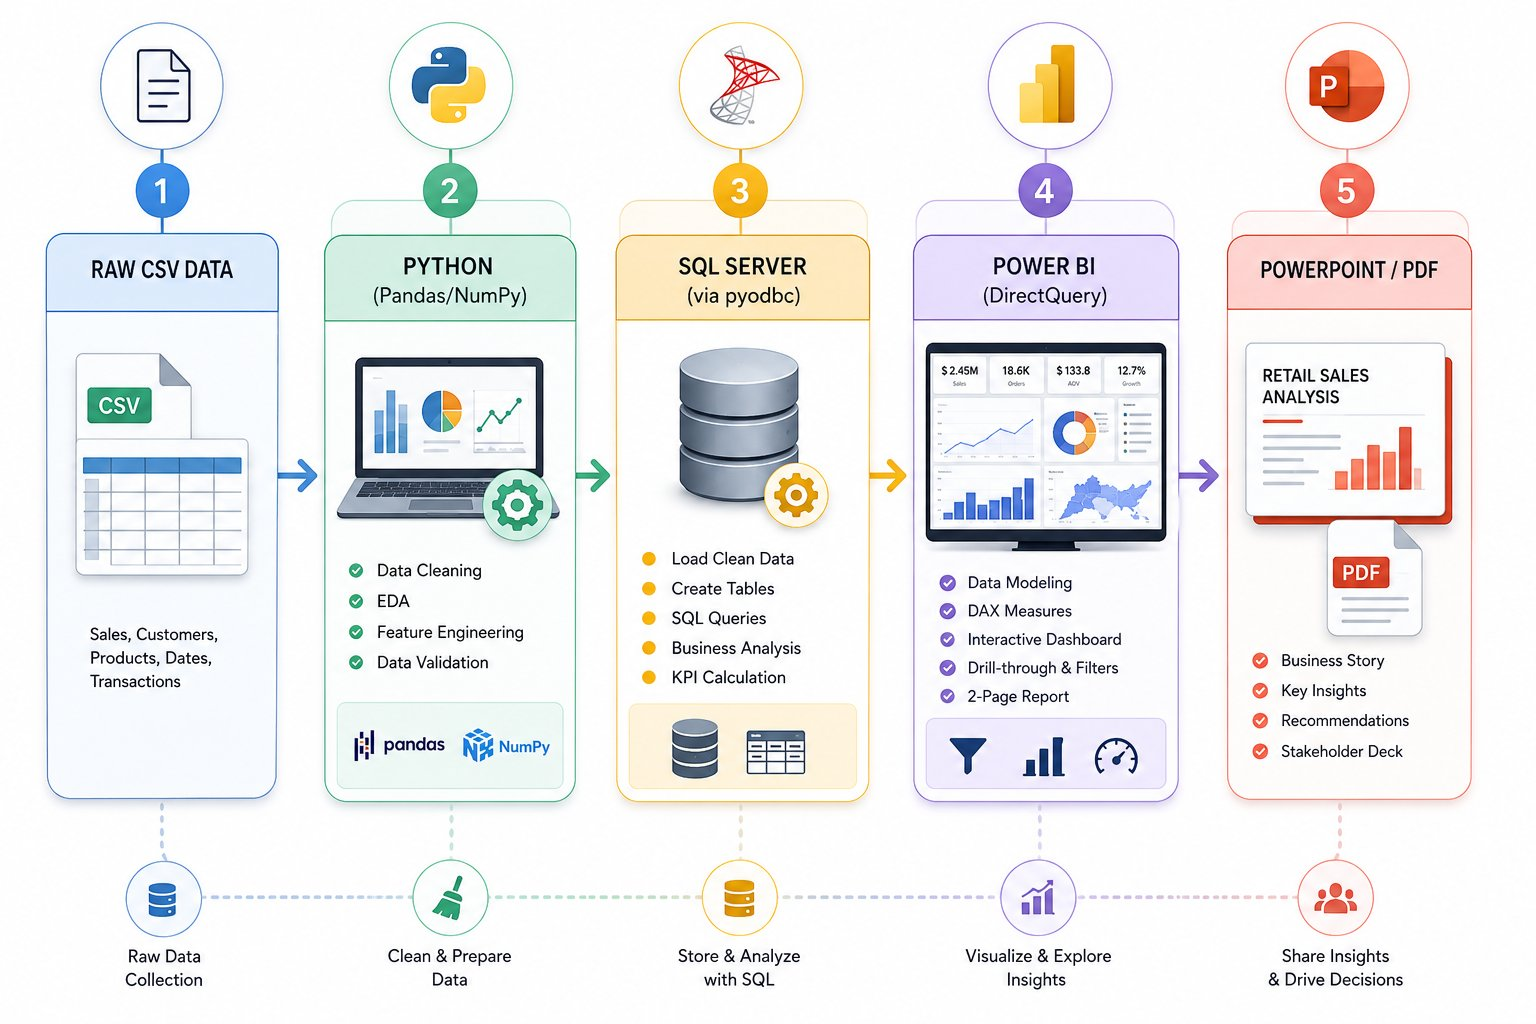 1
RAW CSV DATA
CSV
Sales, Customers,
Products, Dates,
Transactions
Raw Data
Collection
2
PYTHON
(Pandas/NumPy)
Data Cleaning
EDA
Feature Engineering
Data Validation
pandas
NumPy
Clean & Prepare
Data
3
SQL SERVER
(via pyodbc)
Load Clean Data
Create Tables
SQL Queries
Business Analysis
KPI Calculation
Store & Analyze
with SQL
4
POWER BI
(DirectQuery)
$ 2.45M
Sales
18.6K
Orders
$ 133.8
AOV
12.7%
Growth
Data Modeling
DAX Measures
Interactive Dashboard
Drill-through & Filters
2-Page Report
Visualize & Explore
Insights
P
5
POWERPOINT / PDF
RETAIL SALES
ANALYSIS
PDF
Business Story
Key Insights
Recommendations
Stakeholder Deck
Share Insights
& Drive Decisions